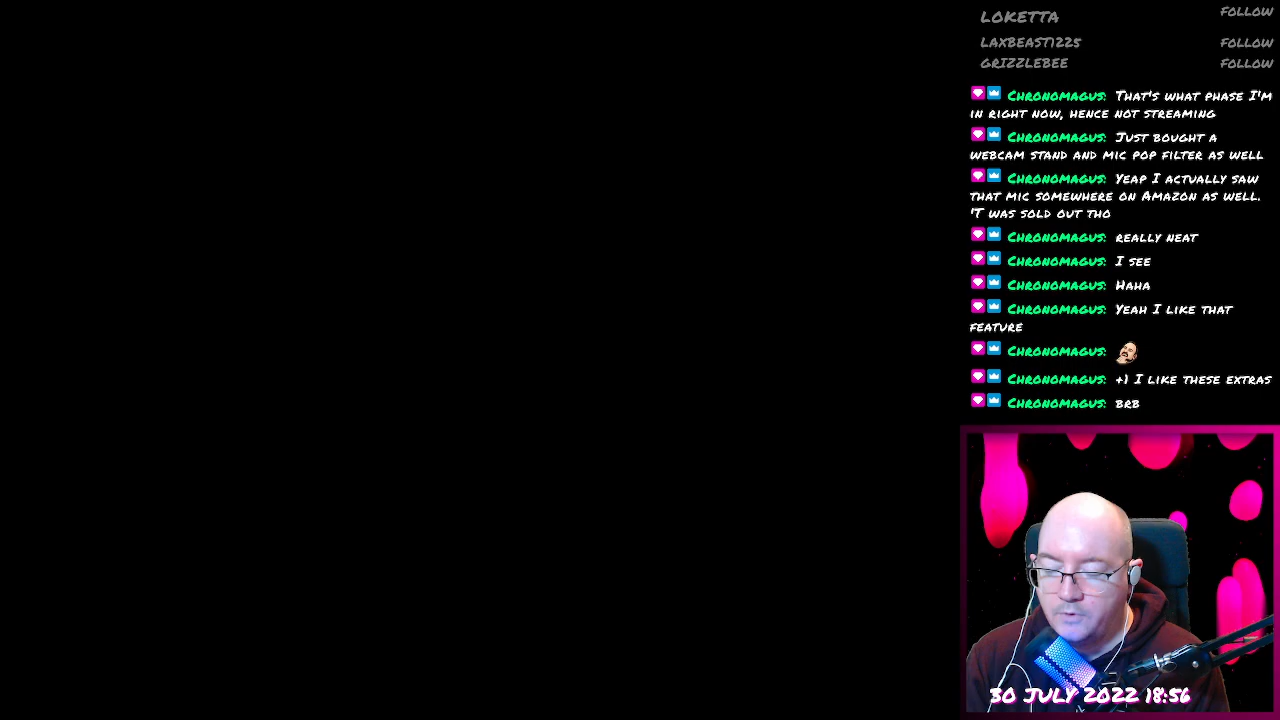 LOKETTA FOLLOW
LAXBEAST1225 FOLLOW
GRIZZLEBEE FOLLOW
CHRONOMAGUS: THAT'S WHAT PHASE I'M
IN RIGHT NOW, HENCE NOT STREAMING
CHRONOMAGUS: JUST BOUGHT A
WEBCAM STAND AND MIC POP FILTER AS WELL
CHRONOMAGUS: YEAP I ACTUALLY SAW
THAT MIC SOMEWHERE ON AMAZON AS WELL.
'T WAS SOLD OUT THO
CHRONOMAGUS: REALLY NEAT
CHRONOMAGUS: I SEE
CHRONOMAGUS: HAHA
CHRONOMAGUS: YEAH I LIKE THAT
FEATURE
CHRONOMAGUS:
CHRONOMAGUS: +1 I LIKE THESE EXTRAS
CHRONOMAGUS: BRB
30 JULY 2022 18:56